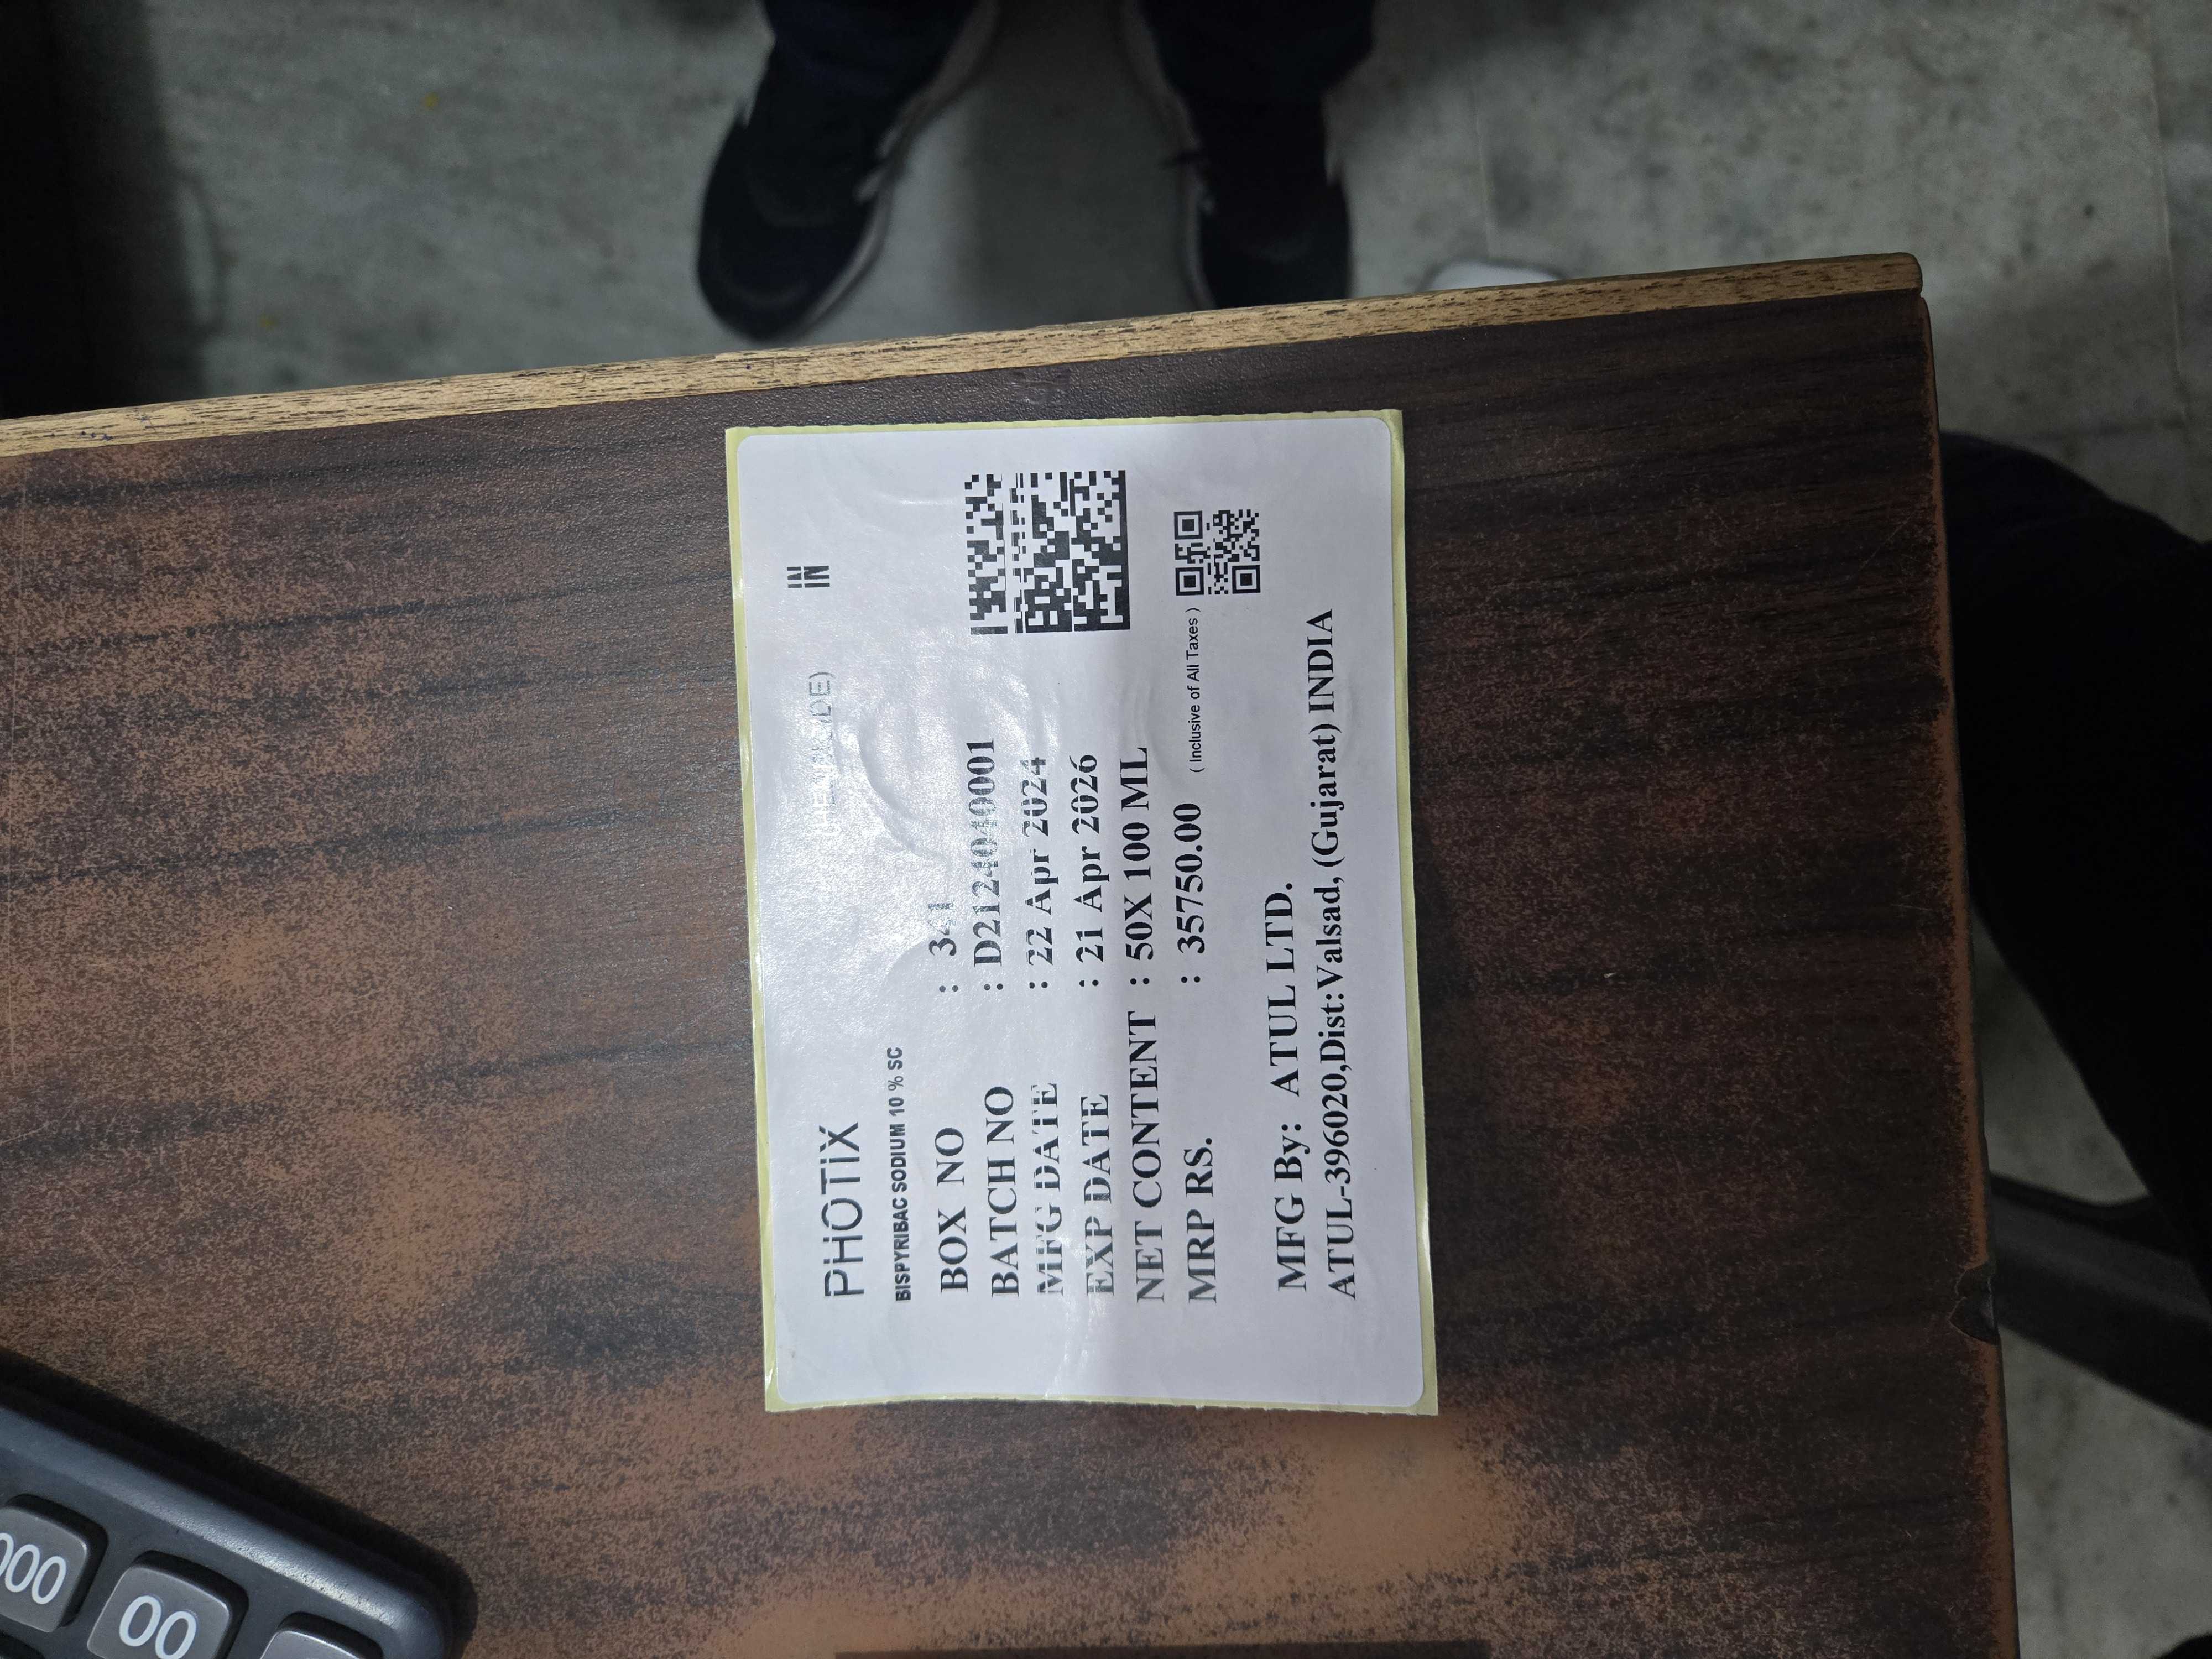 IN
PHOTIX (HERBICIDE)
BISPYRIBAC SODIUM 10 % SC
BOX NO :
BATCH NO : D2124040001
MFG DATE : 22 Apr 2024
EXP DATE : 21 Apr 2026
NET CONTENT : 50X 100 ML
MRP RS. : 35750.00 ( Inclusive of All Taxes )
MFG By: ATUL LTD.
ATUL-396020,Dist:Valsad, (Gujarat) INDIA
000
00